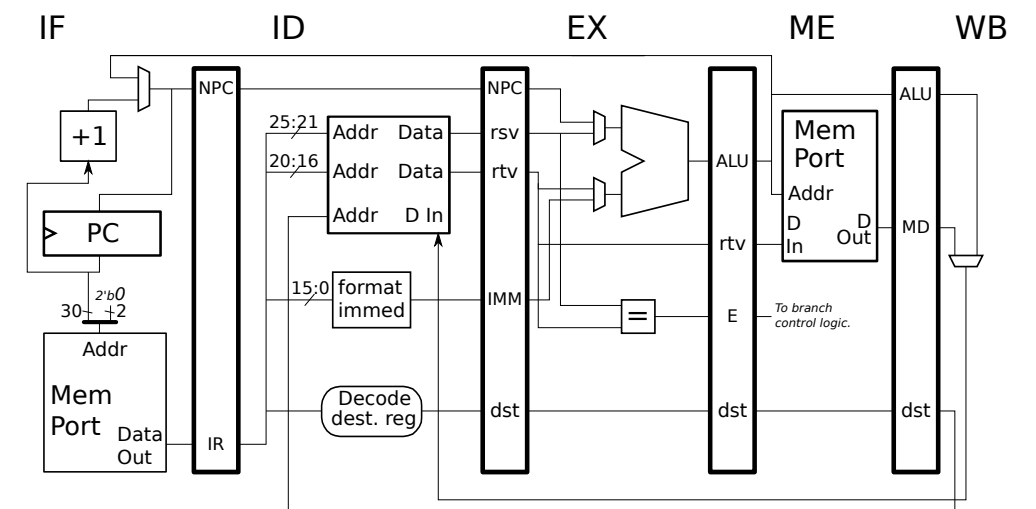 IF ID EX ME WB
NPC NPC ALU
+1
25:21 Addr Data rsv
20:16 Addr Data rtv ALU
Addr D In
PC
Mem
Port
Addr
D
In
D
Out
MD
rtv
15:0 format
immed
IMM
2'b0
30 2
= E To branch
control logic.
Addr
Mem
Port
Data
Out
IR
Decode
dest. reg
dst dst dst